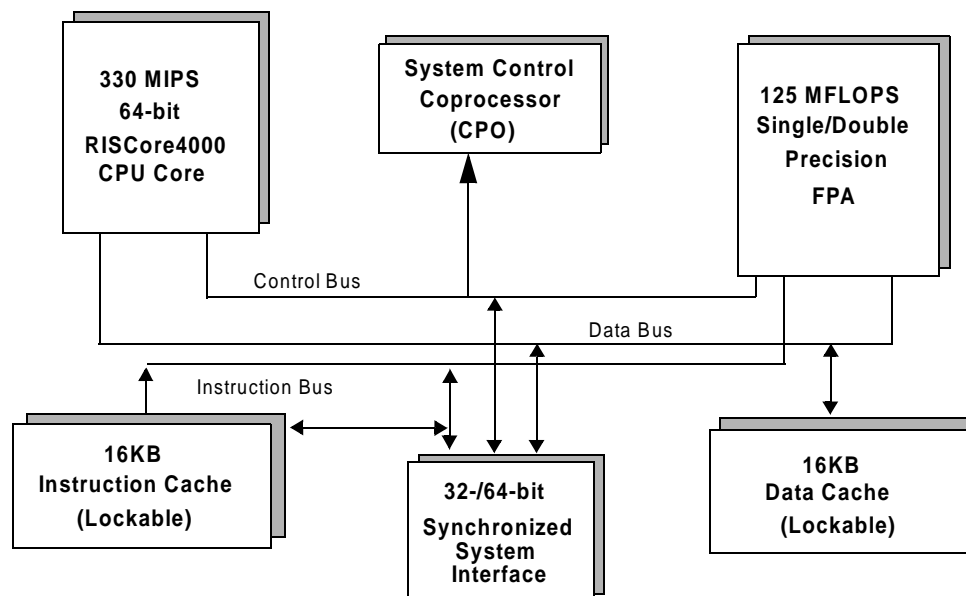 330 MIPS
64-bit
RISCore4000
CPU Core
System Control
Coprocessor
(CPO)
125 MFLOPS
Single/Double
Precision
FPA
Control Bus
Data Bus
Instruction Bus
16KB
Instruction Cache
(Lockable)
32-/64-bit
Synchronized
System
Interface
16KB
Data Cache
(Lockable)